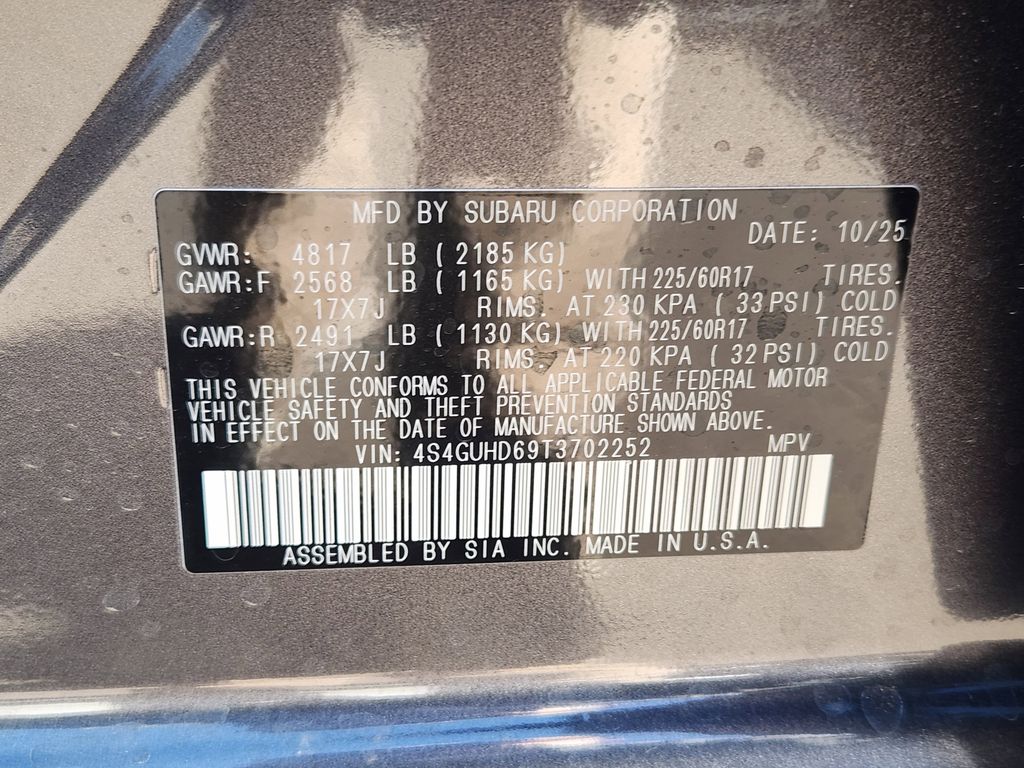 MFD BY SUBARU CORPORATION
DATE: 10/25
GVWR: 4817 LB ( 2185 KG)
GAWR:F 2568 LB ( 1165 KG) WITH 225/60R17 TIRES.
17X7J RIMS. AT 230 KPA ( 33 PSI) COLD
GAWR:R 2491 LB ( 1130 KG) WITH 225/60R17 TIRES.
17X7J RIMS. AT 220 KPA ( 32 PSI) COLD
THIS VEHICLE CONFORMS TO ALL APPLICABLE FEDERAL MOTOR
VEHICLE SAFETY AND THEFT PREVENTION STANDARDS
IN EFFECT ON THE DATE OF MANUFACTURE SHOWN ABOVE.
VIN: 4S4GUHD69T3702252 MPV
ASSEMBLED BY SIA INC. MADE IN U.S.A.